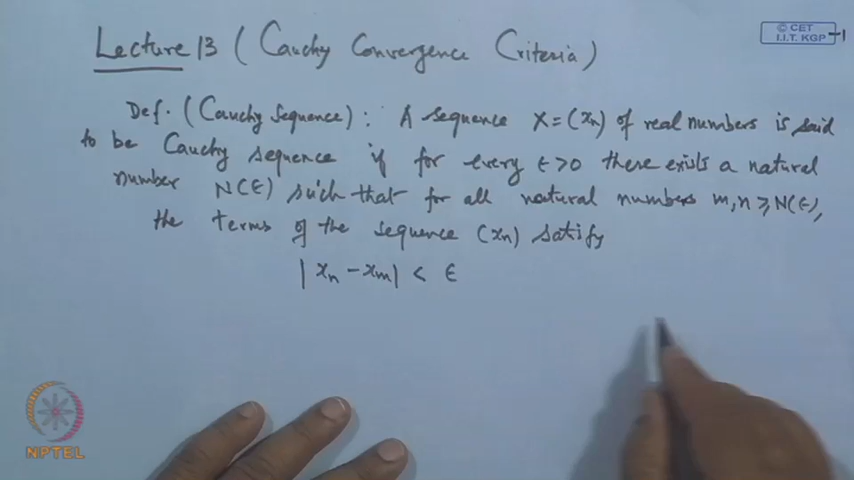 Lecture 13 (Cauchy Convergence Criteria)
© CET
I.I.T. KGP
-1
Def. (Cauchy Sequence): A sequence X=(xn) of real numbers is said
to be Cauchy sequence if for every ε>0 there exists a natural
number N(ε) such that for all natural numbers m,n ≥ N(ε),
the terms of the sequence (xn) satisfy
|xn - xm| < ε
NPTEL